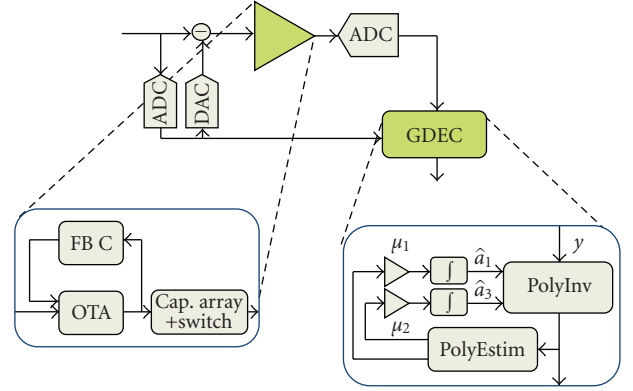 −
ADC
ADC
DAC
GDEC
FB C
OTA
Cap. array
+switch
μ₁
∫
â₁
y
PolyInv
∫
â₃
μ₂
PolyEstim